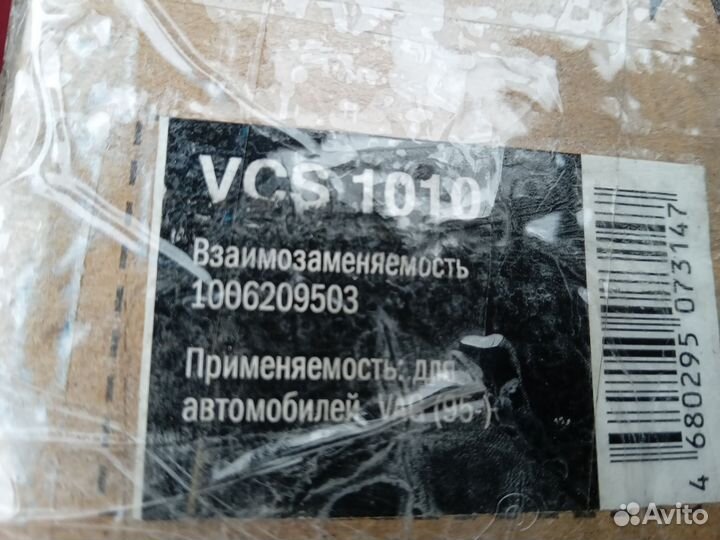 VCS 1010
Взаимозаменяемость
1006209503
Применяемость: для
автомобилей VAG (95-)
4 680295 073147
Avito